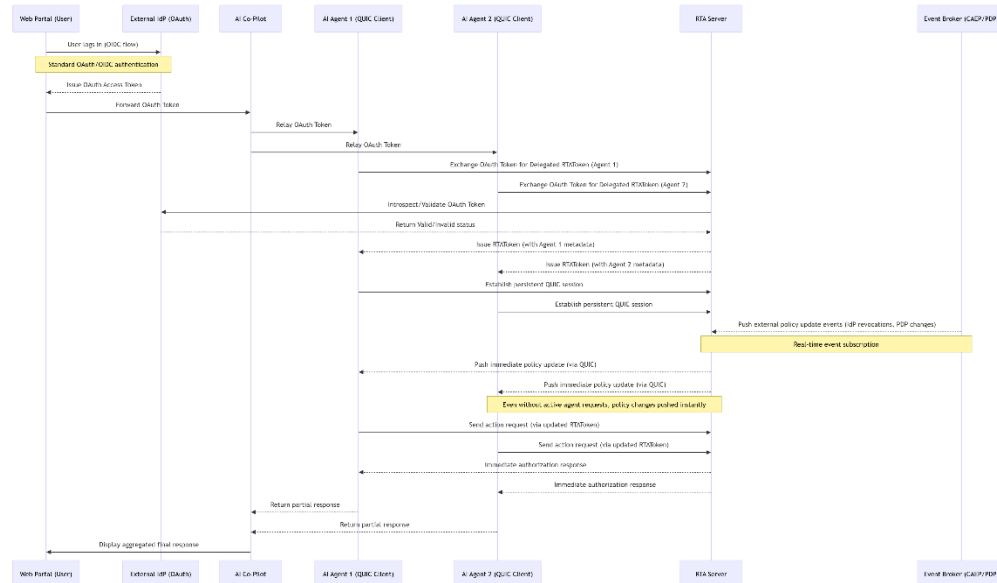 Web Portal (User) External IdP (OAuth) AI Co-Pilot AI Agent 1 (QUIC Client) AI Agent 2 (QUIC Client) RTA Server Event Broker (CAEP/PDP
User logs in (OIDC flow)
Standard OAuth/OIDC authentication
Issue OAuth Access Token
Forward OAuth Token
Relay OAuth Token
Relay OAuth Token
Exchange OAuth Token for Delegated RTAToken (Agent 1)
Exchange OAuth Token for Delegated RTAToken (Agent 2)
Introspect/Validate OAuth Token
Return Valid/Invalid status
Issue RTAToken (with Agent 1 metadata)
Issue RTAToken (with Agent 2 metadata)
Establish persistent QUIC session
Establish persistent QUIC session
Push external policy update events (IdP revocations, PDP changes)
Real-time event subscription
Push immediate policy update (via QUIC)
Push immediate policy update (via QUIC)
Even without active agent requests, policy changes pushed instantly
Send action request (via updated RTAToken)
Send action request (via updated RTAToken)
Immediate authorization response
Immediate authorization response
Return partial response
Return partial response
Display aggregated final response
Web Portal (User) External IdP (OAuth) AI Co-Pilot AI Agent 1 (QUIC Client) AI Agent 2 (QUIC Client) RTA Server Event Broker (CAEP/PDP